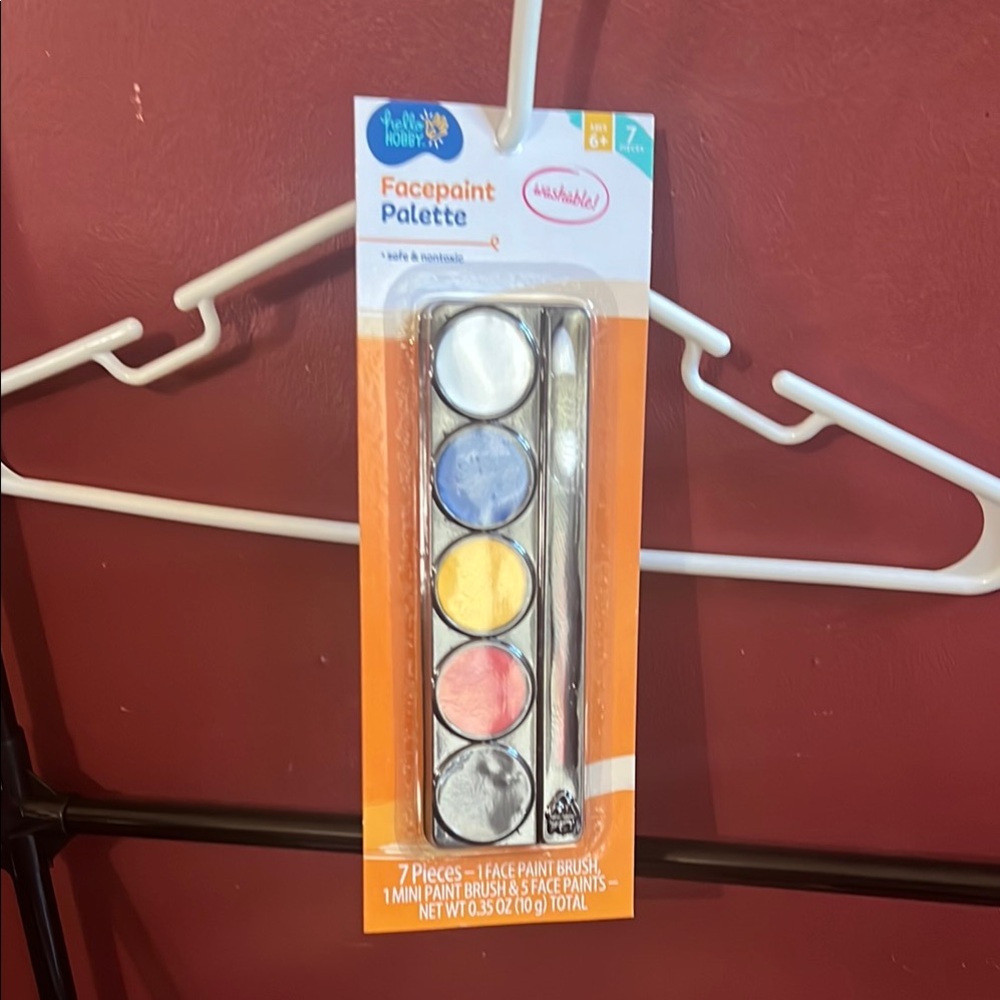 hello
HOBBY
AGES
6+
7
PIECES
Facepaint
Palette
washable!
• safe & nontoxic
7 Pieces – 1 FACE PAINT BRUSH,
1 MINI PAINT BRUSH & 5 FACE PAINTS –
NET WT 0.35 OZ (10 g) TOTAL